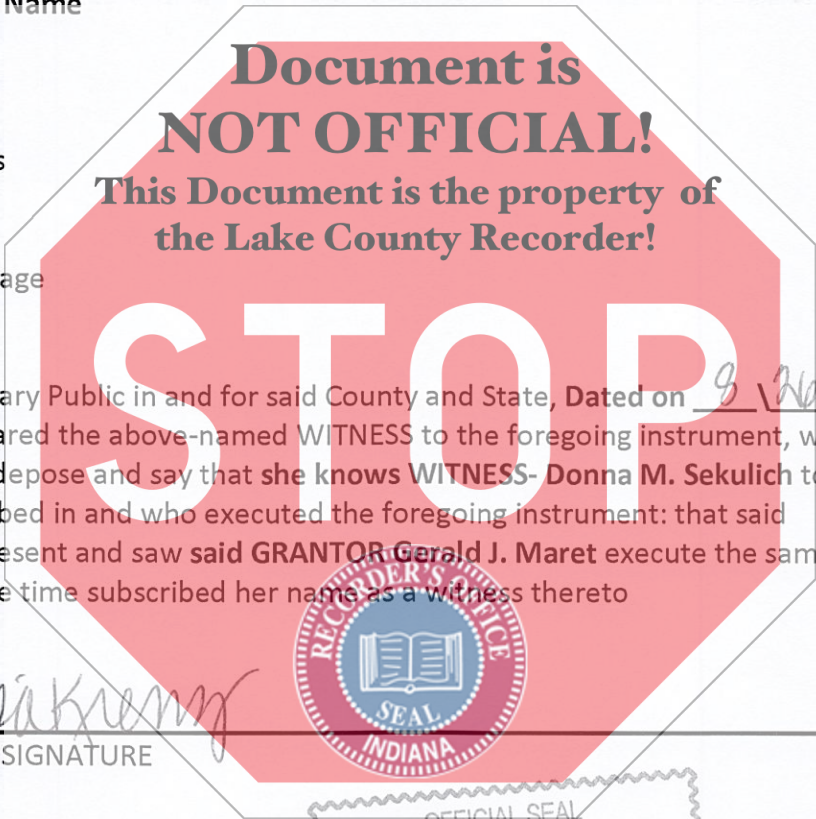 Name
Document is
NOT OFFICIAL!
This Document is the property of
the Lake County Recorder!
s
age
STOP
ary Public in and for said County and State, Dated on 8 \ 26
ared the above-named WITNESS to the foregoing instrument, w
depose and say that she knows WITNESS- Donna M. Sekulich to
bed in and who executed the foregoing instrument: that said
esent and saw said GRANTOR Gerald J. Maret execute the sam
e time subscribed her name as a witness thereto
RECORDER'S OFFICE
SEAL
INDIANA
SIGNATURE
OFFICIAL SEAL